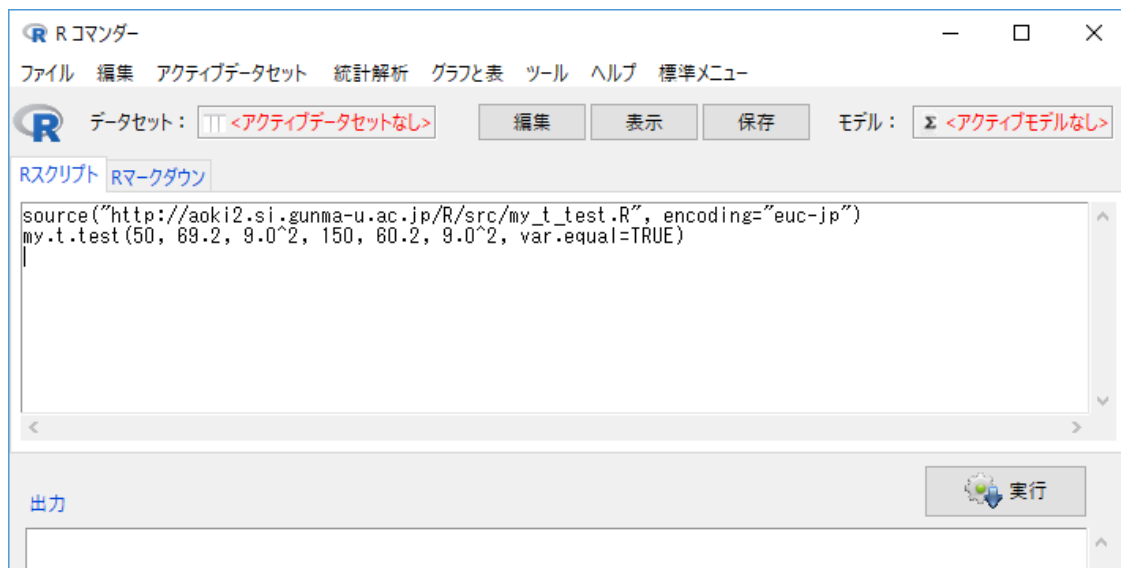 R コマンダー
ファイル 編集 アクティブデータセット 統計解析 グラフと表 ツール ヘルプ 標準メニュー
R データセット： <アクティブデータセットなし> 編集 表示 保存 モデル： Σ <アクティブモデルなし>
Rスクリプト Rマークダウン
source("http://aoki2.si.gunma-u.ac.jp/R/src/my_t_test.R", encoding="euc-jp")
my.t.test(50, 69.2, 9.0^2, 150, 60.2, 9.0^2, var.equal=TRUE)
実行
出力